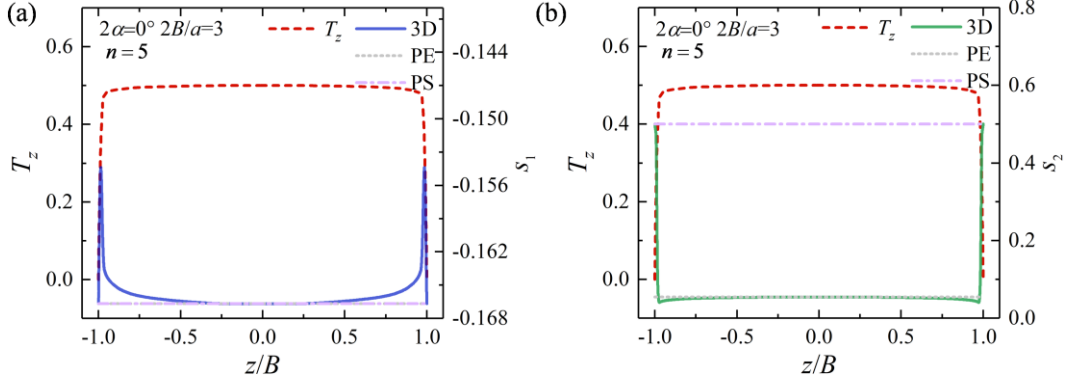 (a)
2α=0° 2B/a=3
n = 5
T_z
3D
PE
PS
0.6
0.4
0.2
0.0
T_z
-0.144
-0.150
-0.156
-0.162
-0.168
s_1
-1.0
-0.5
0.0
0.5
1.0
z/B
(b)
2α=0° 2B/a=3
n = 5
T_z
3D
PE
PS
0.6
0.4
0.2
0.0
T_z
0.8
0.6
0.4
0.2
0.0
s_2
-1.0
-0.5
0.0
0.5
1.0
z/B